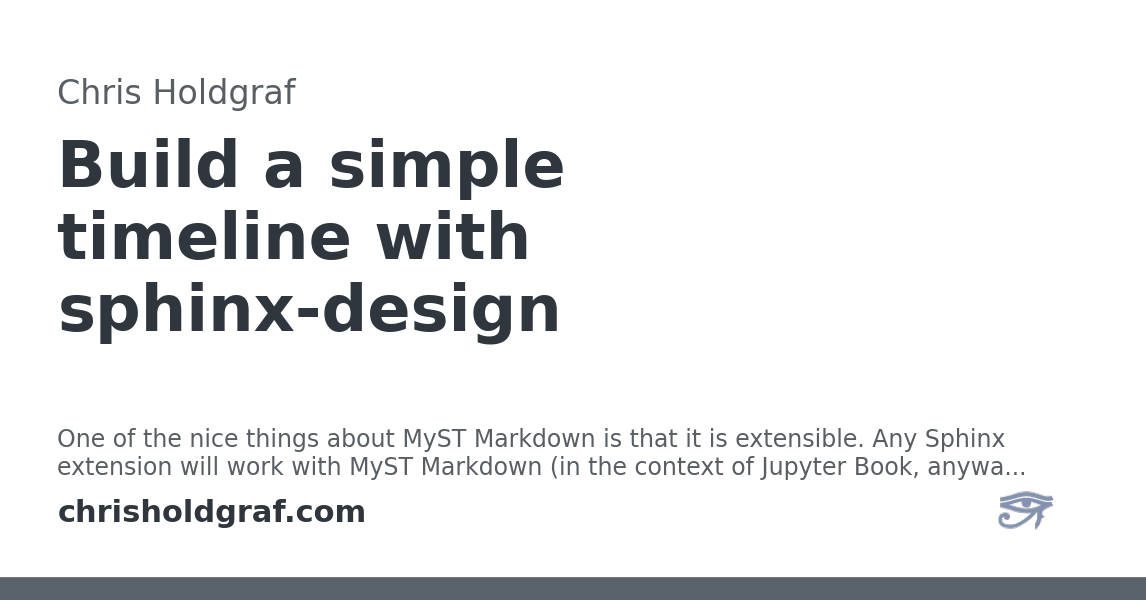 Chris Holdgraf
Build a simple
timeline with
sphinx-design
One of the nice things about MyST Markdown is that it is extensible. Any Sphinx
extension will work with MyST Markdown (in the context of Jupyter Book, anywa...
chrisholdgraf.com